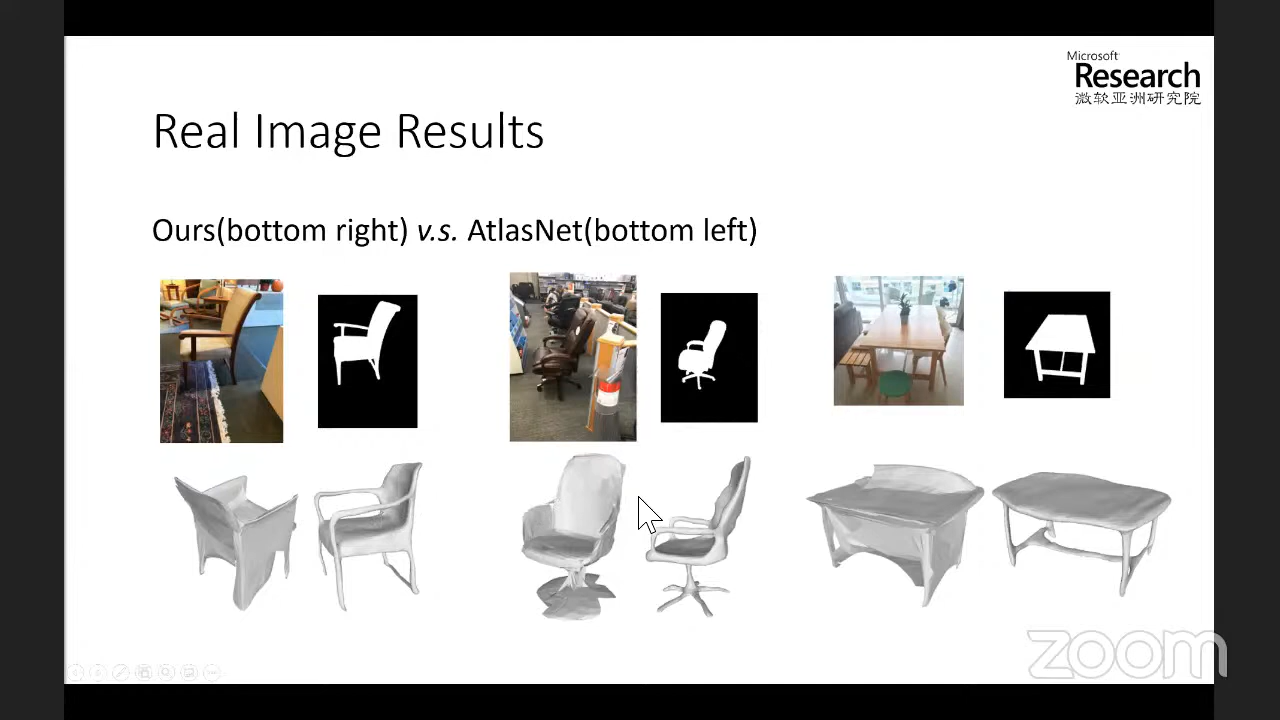 Microsoft
Research
微软亚洲研究院
Real Image Results
Ours(bottom right) v.s. AtlasNet(bottom left)
zoom